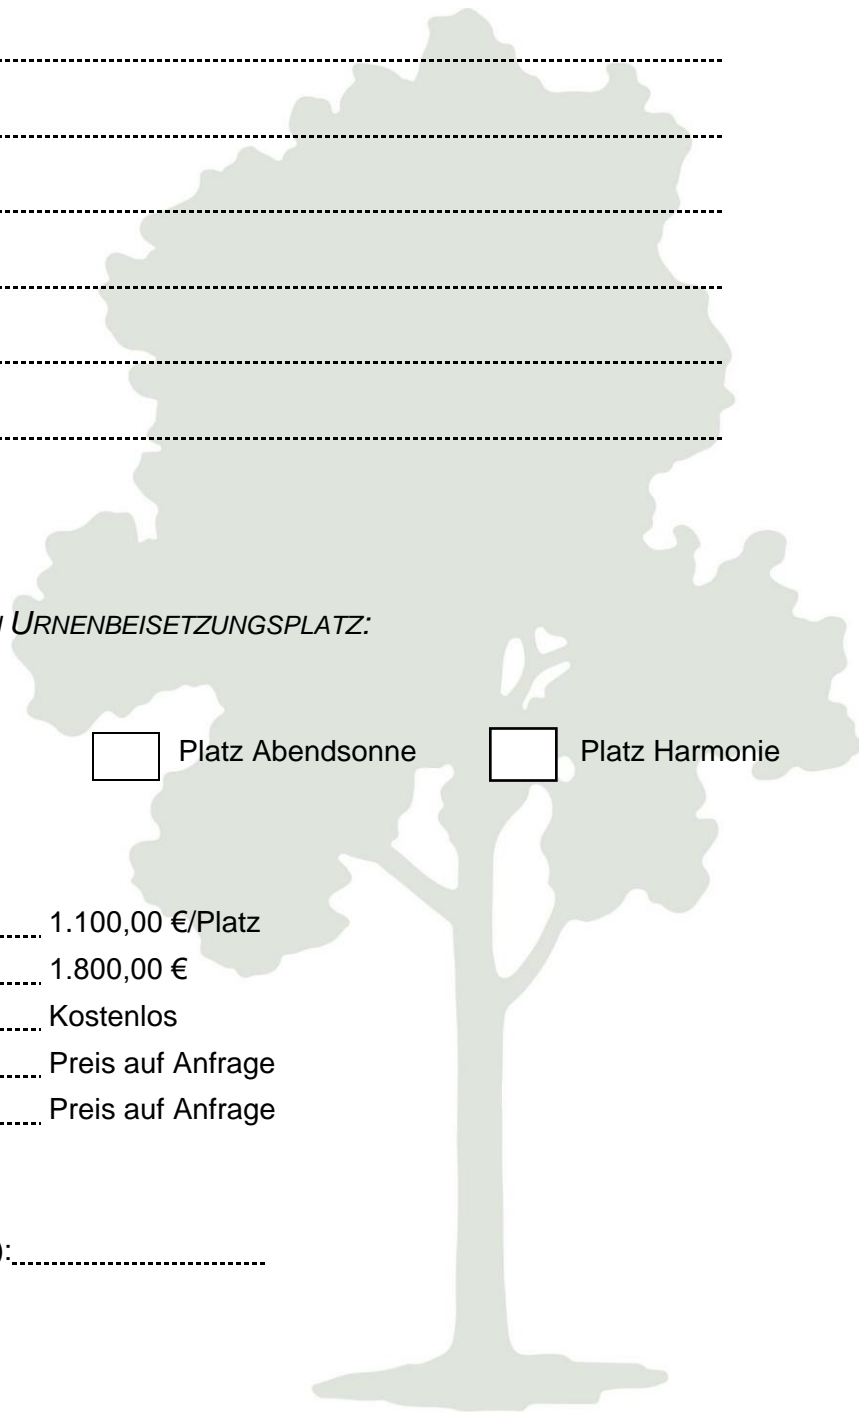 URNENBEISETZUNGSPLATZ:
Platz Abendsonne Platz Harmonie
1.100,00 €/Platz
1.800,00 €
Kostenlos
Preis auf Anfrage
Preis auf Anfrage
):